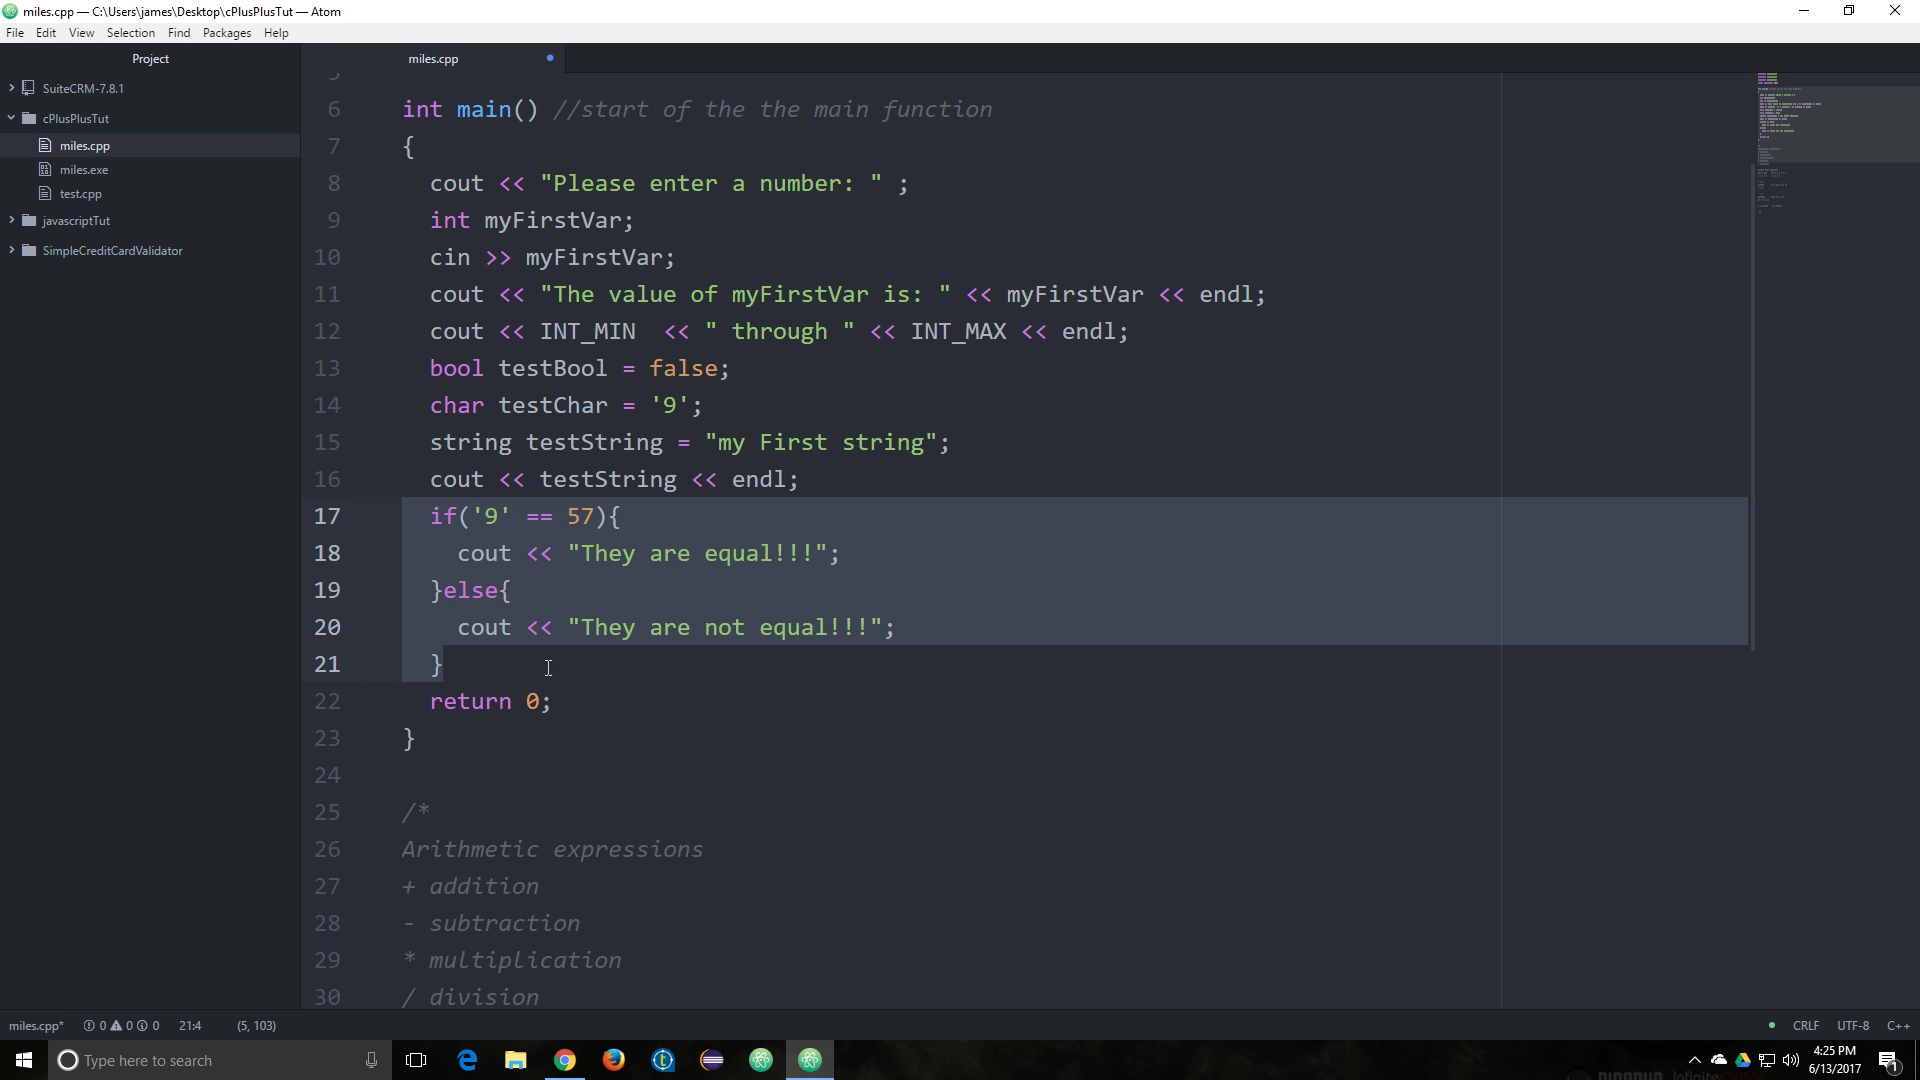 miles.cpp — C:\Users\james\Desktop\cPlusPlusTut — Atom
File Edit View Selection Find Packages Help
Project
miles.cpp
SuiteCRM-7.8.1
cPlusPlusTut
miles.cpp
miles.exe
test.cpp
javascriptTut
SimpleCreditCardValidator
6 int main() //start of the the main function
7 {
8 cout << "Please enter a number: " ;
9 int myFirstVar;
10 cin >> myFirstVar;
11 cout << "The value of myFirstVar is: " << myFirstVar << endl;
12 cout << INT_MIN  << " through " << INT_MAX << endl;
13 bool testBool = false;
14 char testChar = '9';
15 string testString = "my First string";
16 cout << testString << endl;
17 if('9' == 57){
18 cout << "They are equal!!!";
19 }else{
20 cout << "They are not equal!!!";
21 }
22 return 0;
23 }
24
25 /*
26 Arithmetic expressions
27 + addition
28 - subtraction
29 * multiplication
30 / division
miles.cpp* 0 0 0 21:4 (5, 103) CRLF UTF-8 C++
Type here to search
4:25 PM
6/13/2017
1